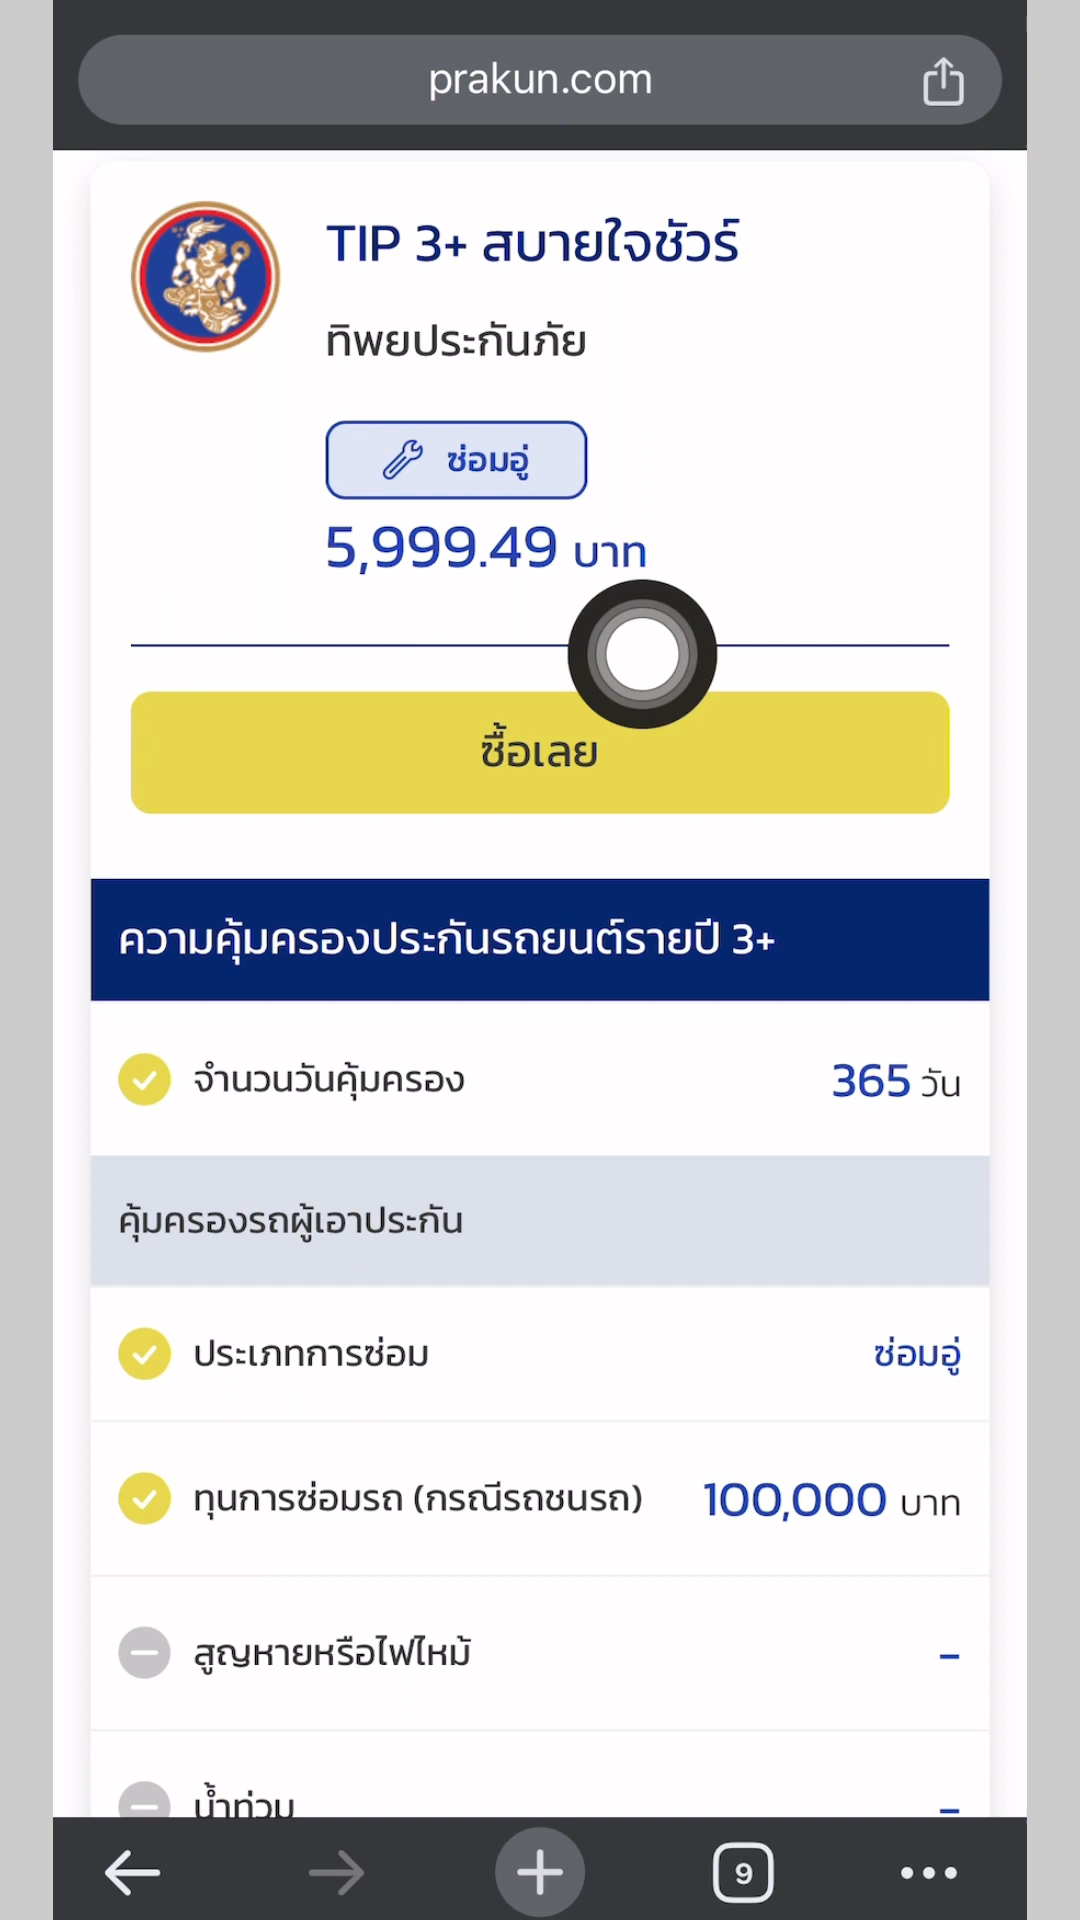 prakun.com
TIP 3+ สบายใจชัวร์
ทิพยประกันภัย
ซ่อมอู่
5,999.49 บาท
ซื้อเลย
ความคุ้มครองประกันรถยนต์รายปี 3+
จำนวนวันคุ้มครอง 365 วัน
คุ้มครองรถผู้เอาประกัน
ประเภทการซ่อม ซ่อมอู่
ทุนการซ่อมรถ (กรณีรถชนรถ) 100,000 บาท
สูญหายหรือไฟไหม้ -
น้ำท่วม -
9